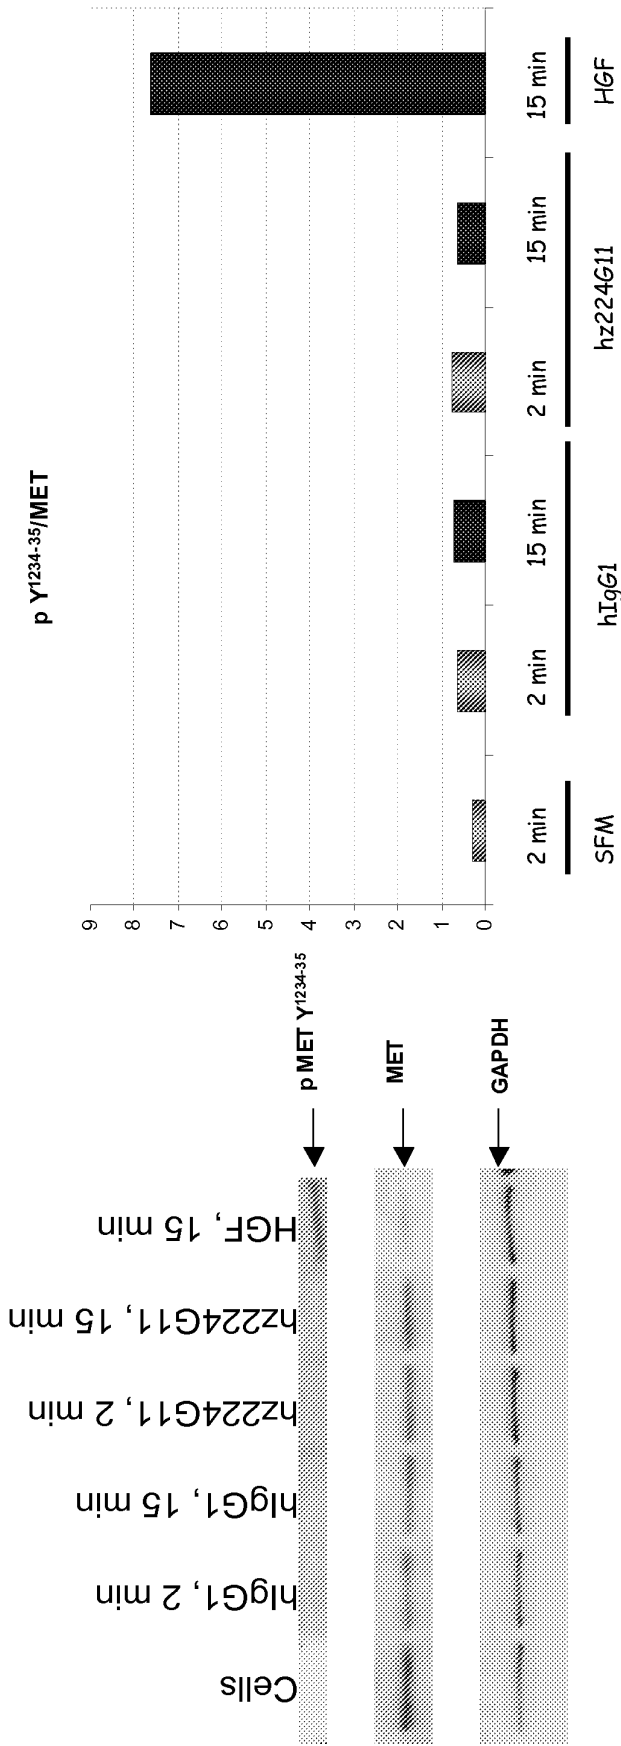 Cells
hIgG1, 2 min
hIgG1, 15 min
hz224G11, 2 min
hz224G11, 15 min
HGF, 15 min
p MET Y1234-35
MET
GAPDH
p Y1234-35/MET
9
8
7
6
5
4
3
2
1
0
2 min
2 min
15 min
2 min
15 min
15 min
SFM
hIgG1
hz224G11
HGF